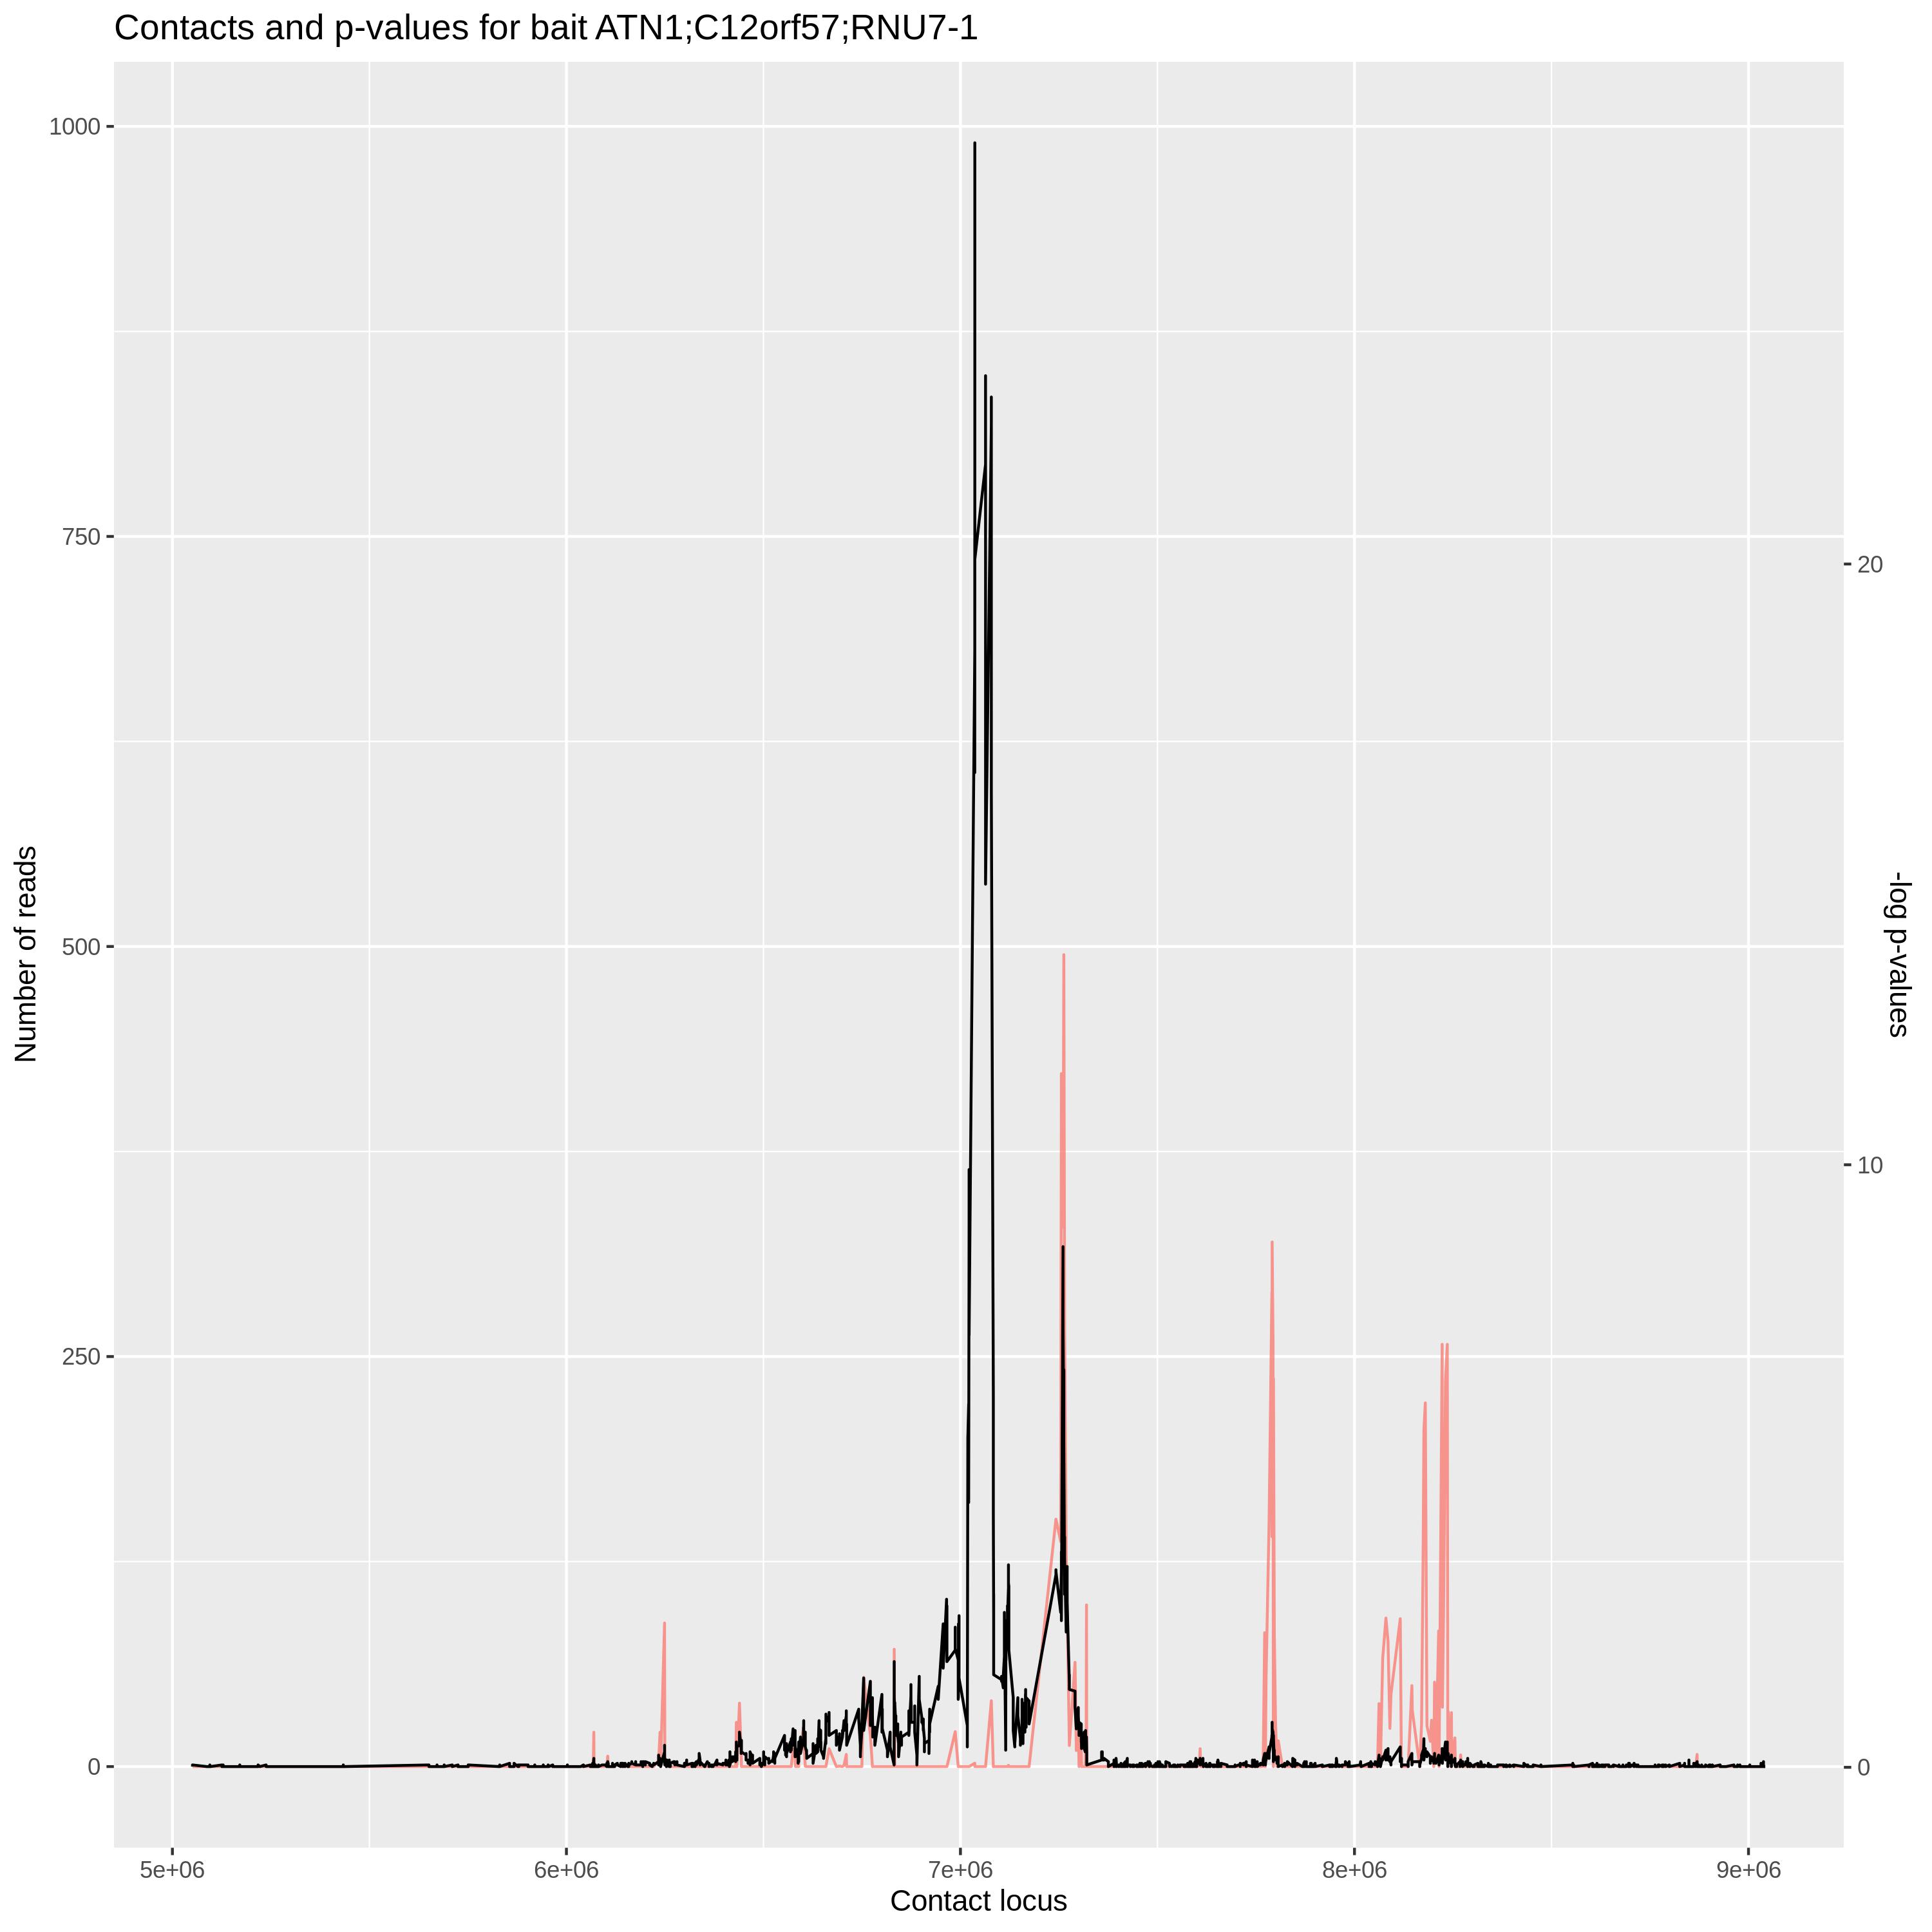 Contacts and p-values for bait ATN1;C12orf57;RNU7-1
1000
750
500
250
0
Number of reads
20
10
0
-log p-values
5e+06
6e+06
7e+06
8e+06
9e+06
Contact locus